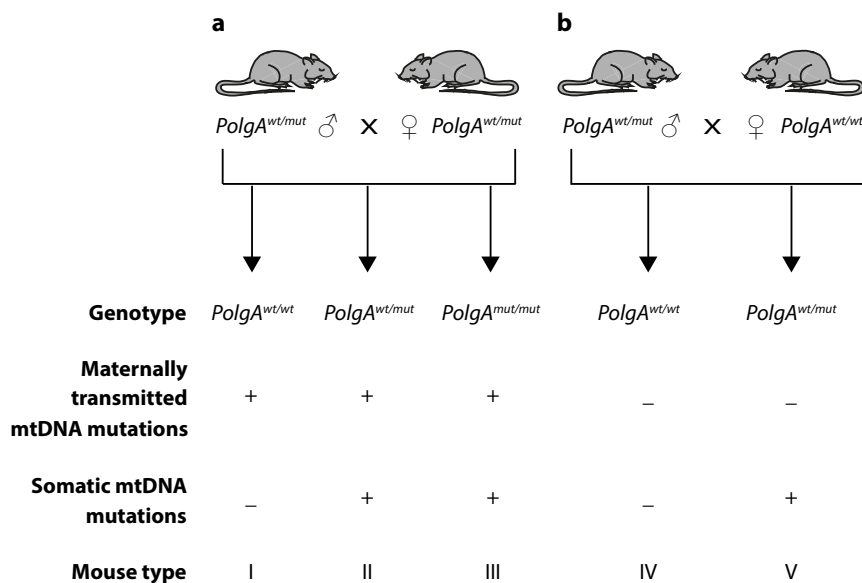 a b
PolgA^wt/mut ♂ x ♀ PolgA^wt/mut PolgA^wt/mut ♂ x ♀ PolgA^wt/wt
Genotype PolgA^wt/wt PolgA^wt/mut PolgA^mut/mut PolgA^wt/wt PolgA^wt/mut
Maternally
transmitted + + + – –
mtDNA mutations
Somatic mtDNA – + + – +
mutations
Mouse type I II III IV V